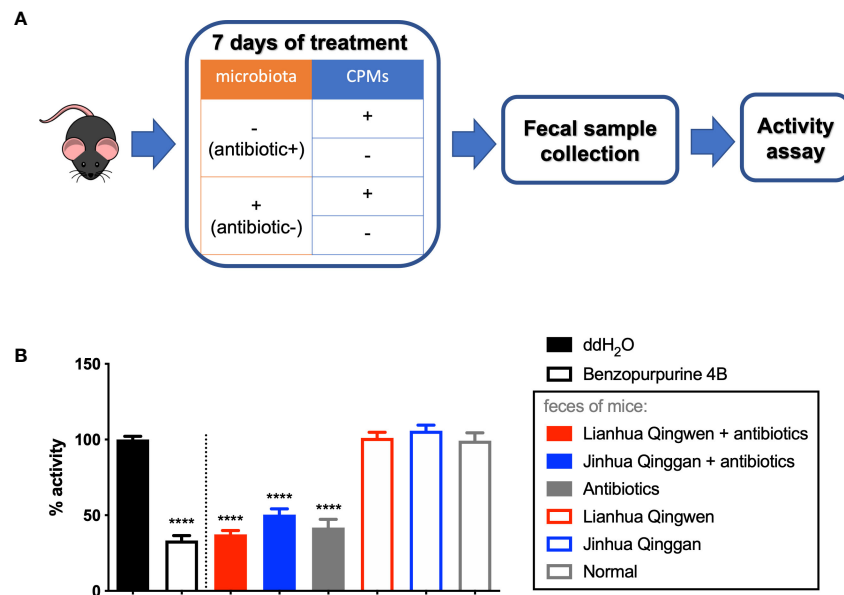 A
7 days of treatment
microbiota CPMs
-
(antibiotic+)
+
-
+
(antibiotic-)
+
-
Fecal sample
collection
Activity
assay
B
% activity
150
100
50
0
****
****
****
****
ddH₂O
Benzopurpurine 4B
feces of mice:
Lianhua Qingwen + antibiotics
Jinhua Qinggan + antibiotics
Antibiotics
Lianhua Qingwen
Jinhua Qinggan
Normal